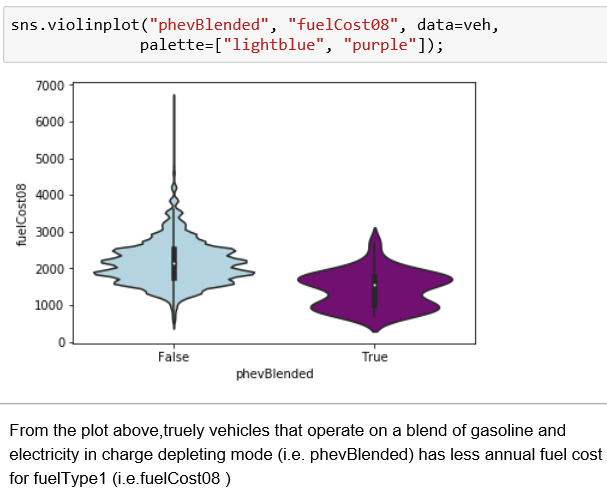 sns.violinplot("phevBlended", "fuelCost08", data=veh,
palette=["lightblue", "purple"]);
7000
6000
5000
4000
3000
2000
1000
0
fuelCost08
False
True
phevBlended
From the plot above,truely vehicles that operate on a blend of gasoline and
electricity in charge depleting mode (i.e. phevBlended) has less annual fuel cost
for fuelType1 (i.e.fuelCost08 )